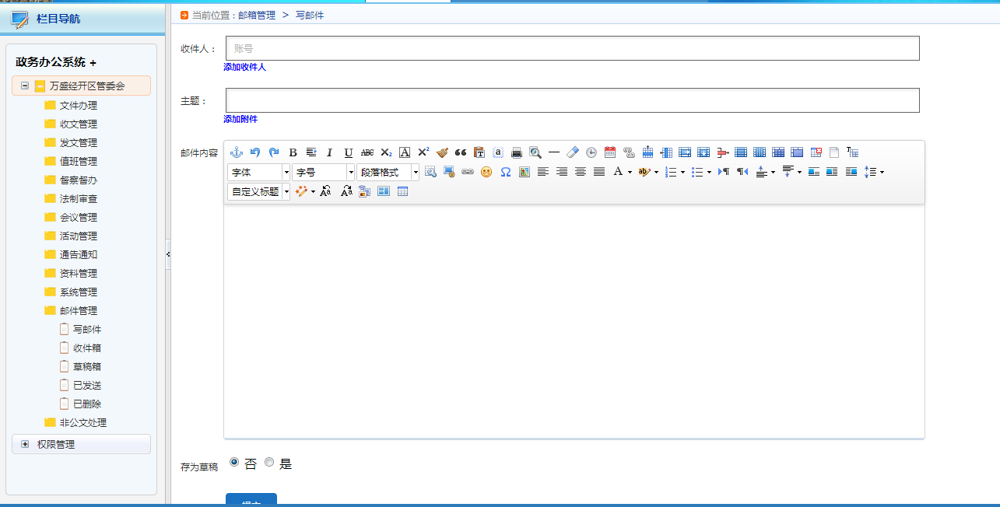 栏目导航
政务办公系统 +
万盛经开区管委会
文件办理
收文管理
发文管理
值班管理
督察督办
法制审查
会议管理
活动管理
通告通知
资料管理
系统管理
邮件管理
写邮件
收件箱
草稿箱
已发送
已删除
非公文处理
权限管理
当前位置：邮箱管理 > 写邮件
收件人： 账号
添加收件人
主题：
添加附件
邮件内容
字体 字号 段落格式
自定义标题
存为草稿 否 是
提交